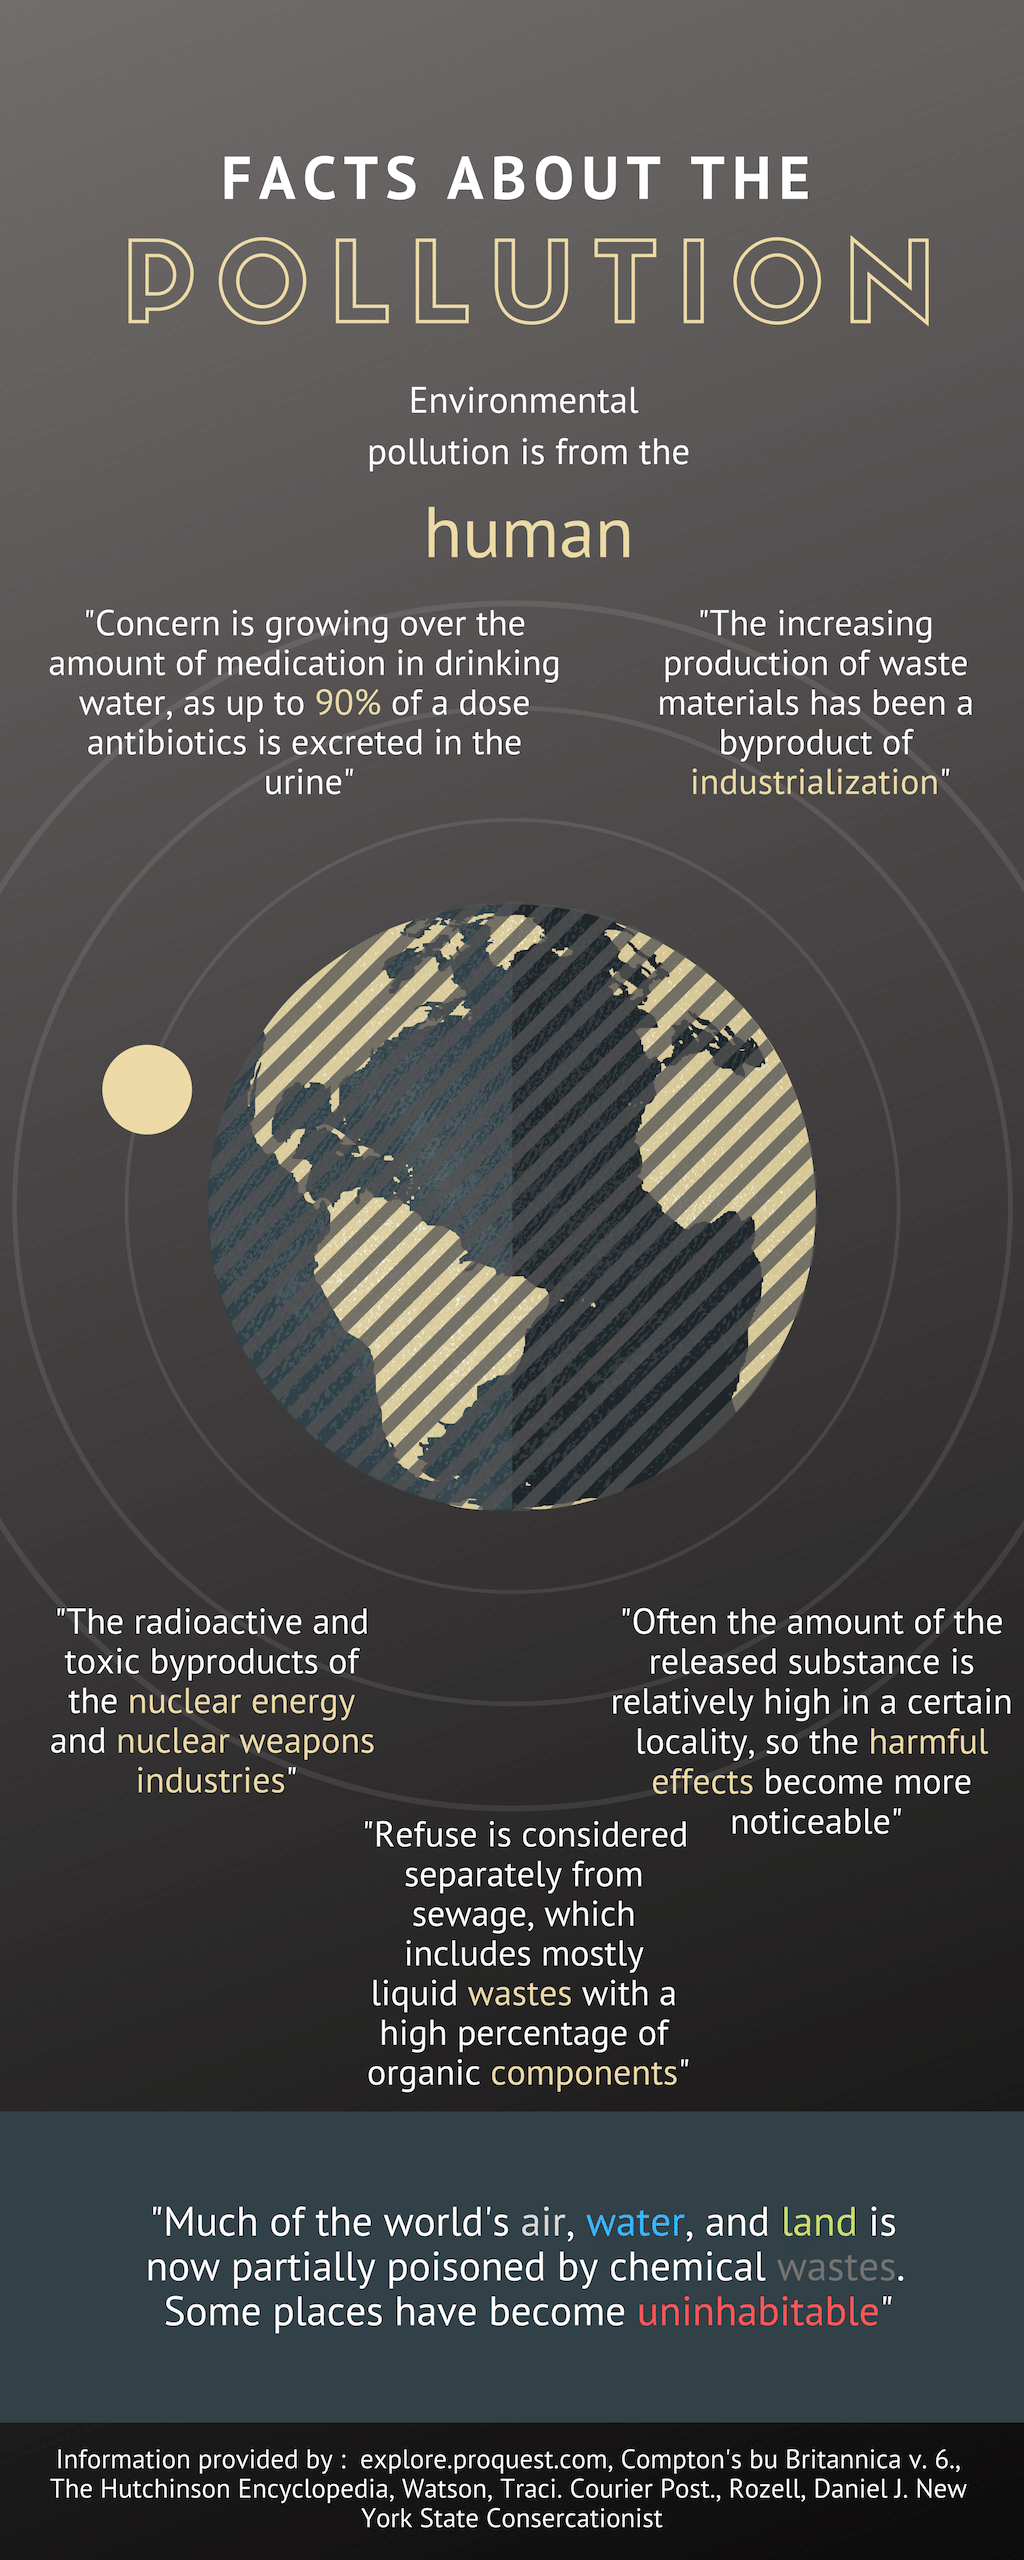 FACTS ABOUT THE
POLLUTION
Environmental
pollution is from the
human
"Concern is growing over the
amount of medication in drinking
water, as up to 90% of a dose
antibiotics is excreted in the
urine"
"The increasing
production of waste
materials has been a
byproduct of
industrialization"
"The radioactive and
toxic byproducts of
the nuclear energy
and nuclear weapons
industries"
"Often the amount of the
released substance is
relatively high in a certain
locality, so the harmful
effects become more
noticeable"
"Refuse is considered
separately from
sewage, which
includes mostly
liquid wastes with a
high percentage of
organic components"
"Much of the world's air, water, and land is
now partially poisoned by chemical wastes.
Some places have become uninhabitable"
Information provided by : explore.proquest.com, Compton's bu Britannica v. 6.,
The Hutchinson Encyclopedia, Watson, Traci. Courier Post., Rozell, Daniel J. New
York State Consercationist